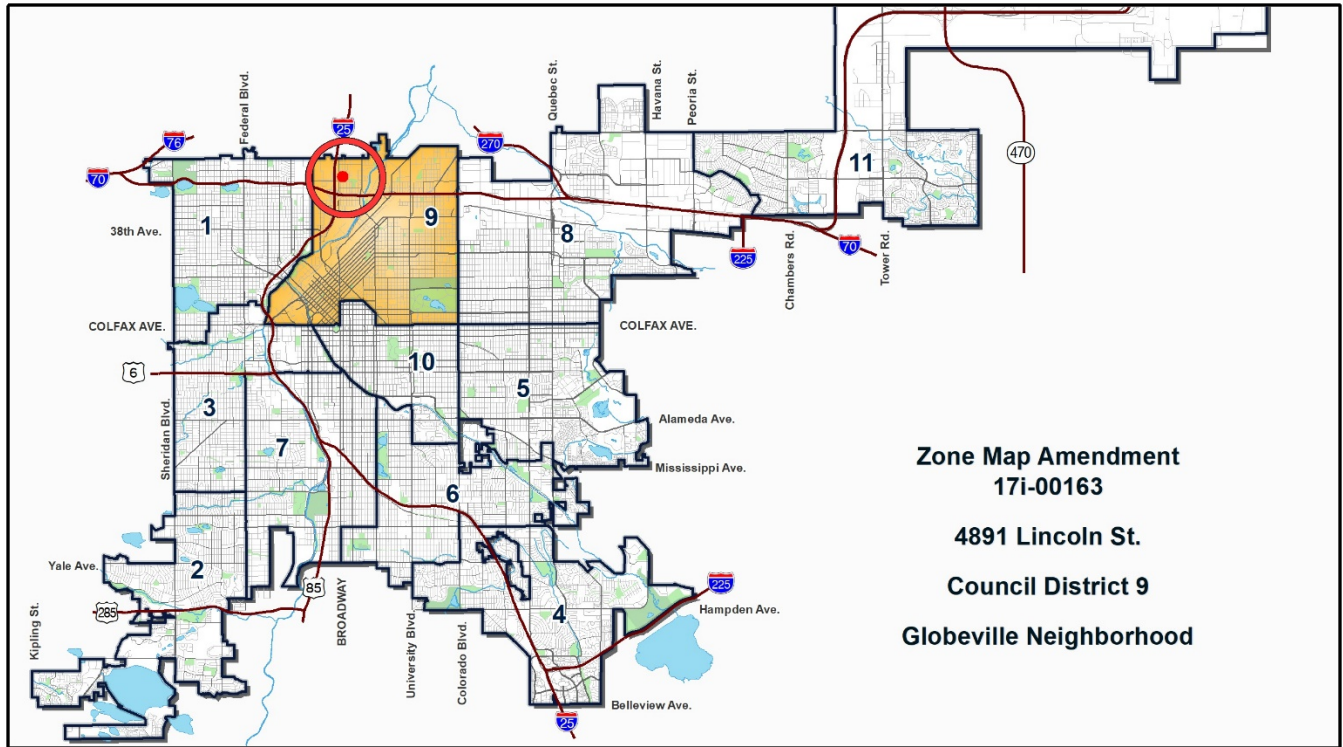 Federal Blvd.
Quebec St.
Havana St.
Peoria St.
25
76
270
70
11
470
1
38th Ave.
9
8
225
Chambers Rd.
70
Tower Rd.
COLFAX AVE.
COLFAX AVE.
6
10
5
Sheridan Blvd.
3
7
Alameda Ave.
Mississippi Ave.
6
Yale Ave.
2
85
285
Kipling St.
BROADWAY
University Blvd.
Colorado Blvd.
4
225
Hampden Ave.
Belleview Ave.
25
Zone Map Amendment
17i-00163
4891 Lincoln St.
Council District 9
Globeville Neighborhood